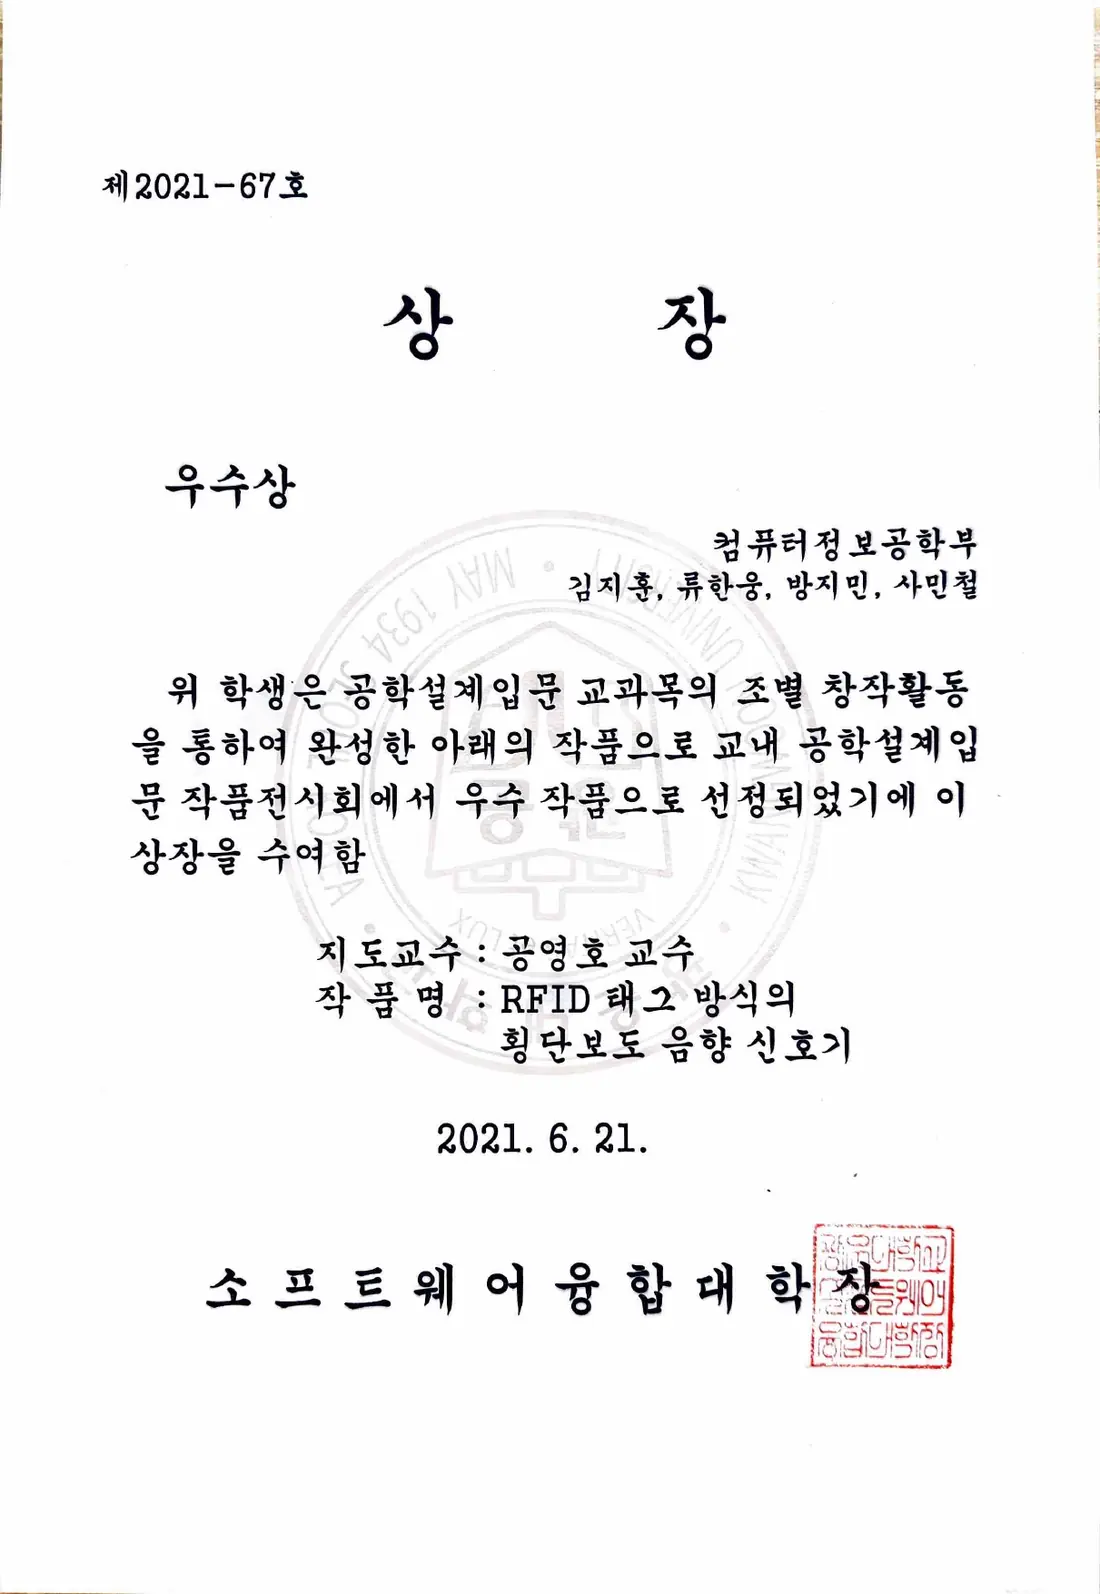 제2021-67호
상 장
우수상
컴퓨터정보공학부
김지훈, 류한웅, 방지민, 사민철
위 학생은 공학설계입문 교과목의 조별 창작활동
을 통하여 완성한 아래의 작품으로 교내 공학설계입
문 작품전시회에서 우수 작품으로 선정되었기에 이
상장을 수여함
지도교수 : 공영호 교수
작 품 명 : RFID 태그 방식의
횡단보도 음향 신호기
2021. 6. 21.
소프트웨어융합대학장